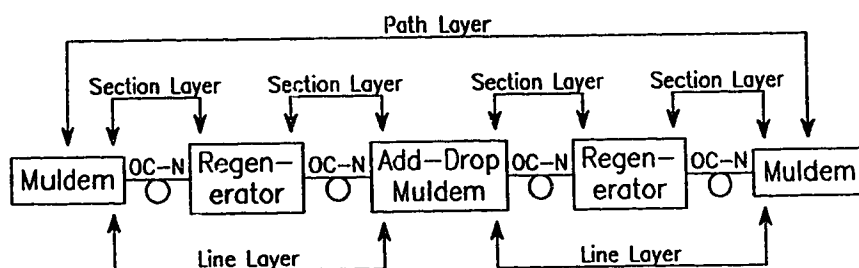 Path Layer
Section Layer Section Layer Section Layer Section Layer
Muldem OC-N Regen-
erator OC-N Add-Drop
Muldem OC-N Regen-
erator OC-N Muldem
Line Layer Line Layer